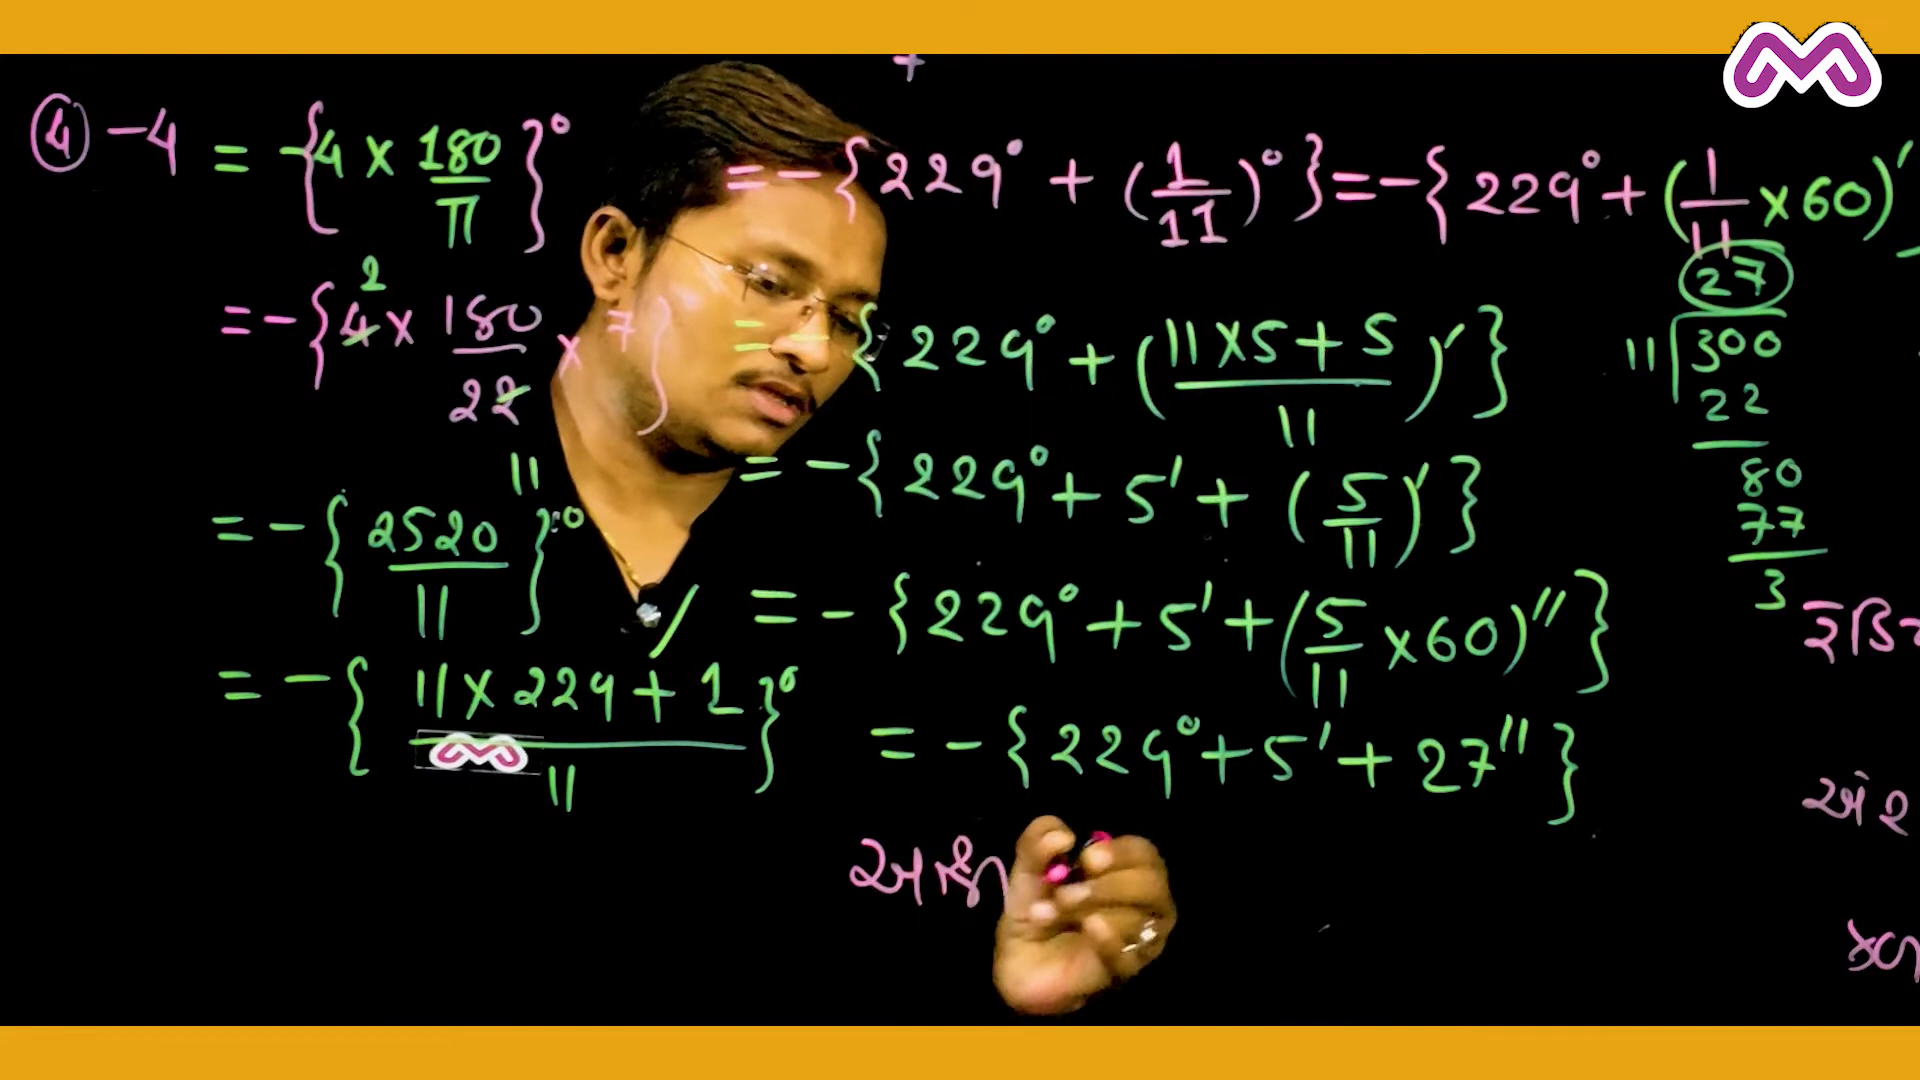 ④ -4 = -{4 × 180/π}°
= -{4 × 180/22 × 7}
2
11
= -{2520/11}°
= -{(11 × 229 + 1)/11}°
= -{229° + (1/11)°} = -{229° + (1/11 × 60)′
= -{229° + ((11 × 5 + 5)/11)′}
= -{229° + 5′ + (5/11)′}
= -{229° + 5′ + (5/11 × 60)″}
= -{229° + 5′ + 27″}
27
11 300
22
80
77
3